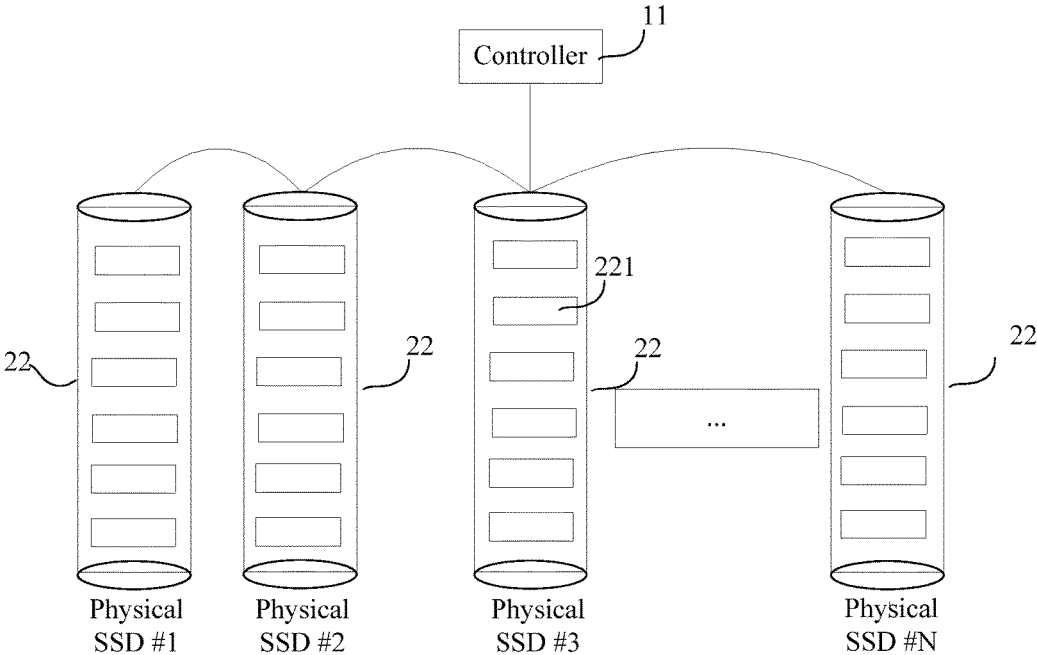 11
Controller
221
22
22
22
22
...
Physical
SSD #1
Physical
SSD #2
Physical
SSD #3
Physical
SSD #N